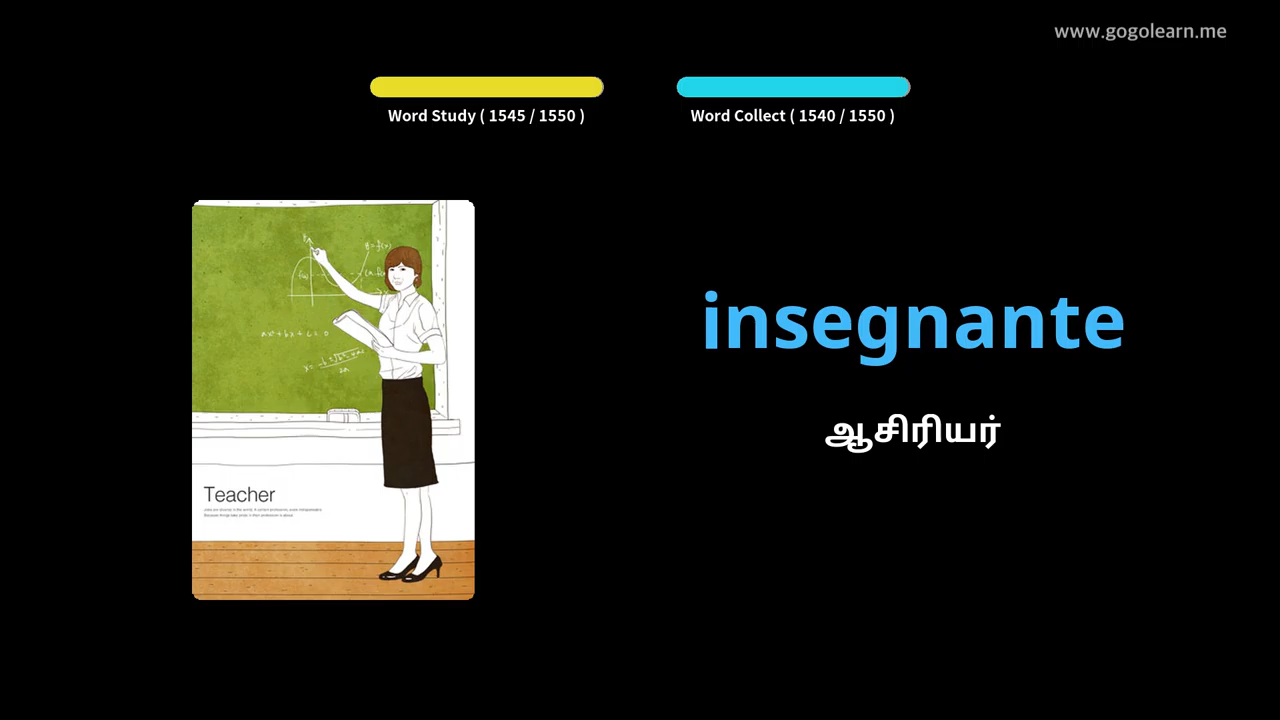 www.gogolearn.me
Word Study ( 1545 / 1550 )
Word Collect ( 1540 / 1550 )
insegnante
ஆசிரியர்
Teacher